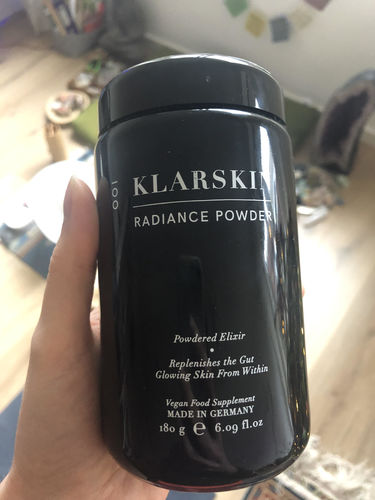 001
KLARSKIN
RADIANCE POWDER
Powdered Elixir
Replenishes the Gut
Glowing Skin From Within
Vegan Food Supplement
MADE IN GERMANY
180 g ℮ 6.09 fl.oz